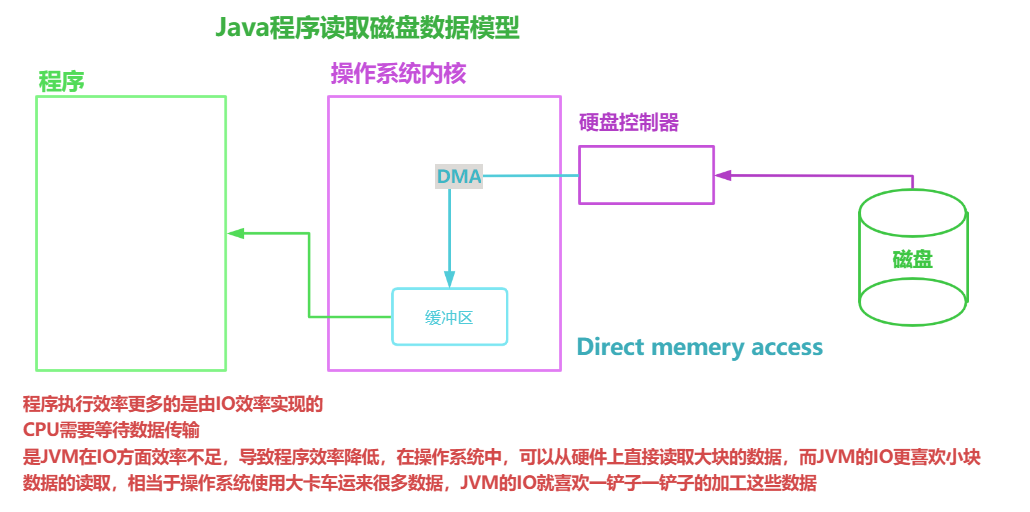 Java程序读取磁盘数据模型
程序
操作系统内核
硬盘控制器
DMA
磁盘
缓冲区
Direct memery access
程序执行效率更多的是由IO效率实现的
CPU需要等待数据传输
是JVM在IO方面效率不足，导致程序效率降低，在操作系统中，可以从硬件上直接读取大块的数据，而JVM的IO更喜欢小块
数据的读取，相当于操作系统使用大卡车运来很多数据，JVM的IO就喜欢一铲子一铲子的加工这些数据